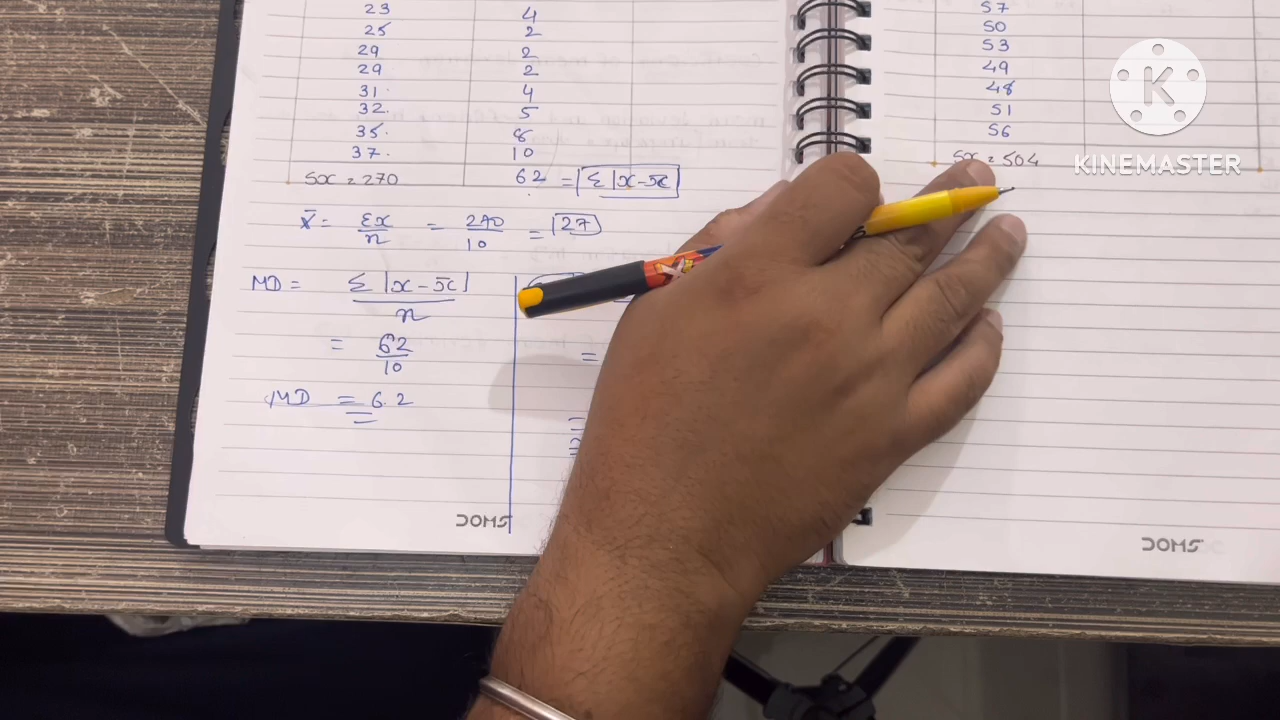 23 4
25 2
29 2
29 2
31 4
32 5
35 8
37 10
Σx = 270 62 = Σ |x - x̄|
x̄ = Σx/n = 270/10 = 27
MD = Σ |x - x̄| / n
= 62/10
MD = 6.2
DOMS
57
50
53
49
48
51
56
Σx = 504
DOMS
K
KINEMASTER